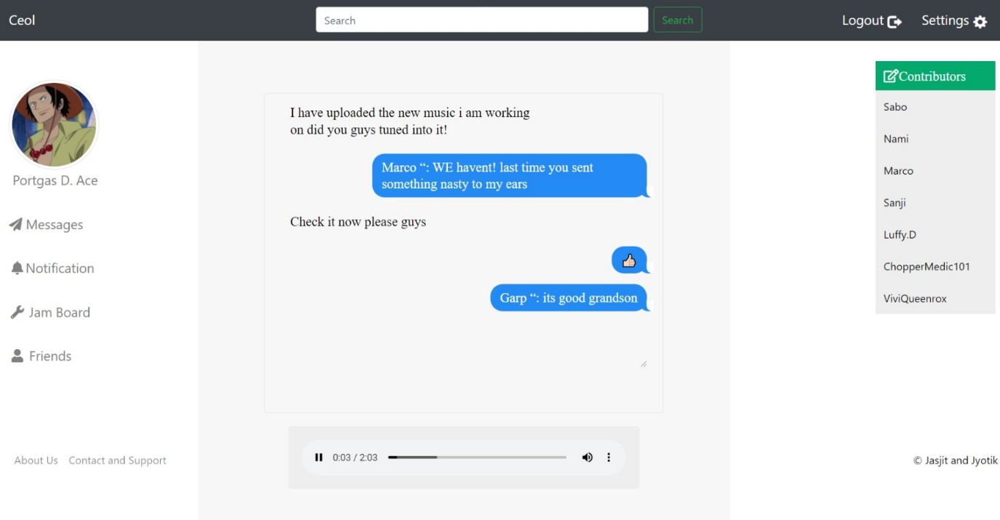 Ceol
Search
Search
Logout
Settings
Portgas D. Ace
Messages
Notification
Jam Board
Friends
About Us
Contact and Support
I have uploaded the new music i am working
on did you guys tuned into it!
Marco “: WE havent! last time you sent
something nasty to my ears
Check it now please guys
Garp “: its good grandson
0:03 / 2:03
Contributors
Sabo
Nami
Marco
Sanji
Luffy.D
ChopperMedic101
ViviQueenrox
© Jasjit and Jyotik